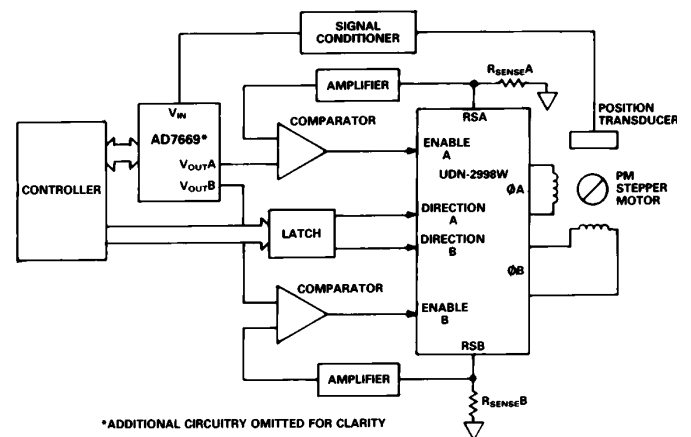 SIGNAL
CONDITIONER
AMPLIFIER
RSENSEA
VIN
AD7669*
VOUTA
VOUTB
COMPARATOR
RSA
POSITION
TRANSDUCER
ENABLE
A
UDN-2998W
CONTROLLER
LATCH
DIRECTION
A
DIRECTION
B
ØA
PM
STEPPER
MOTOR
ØB
COMPARATOR
ENABLE
B
AMPLIFIER
RSB
RSENSEB
*ADDITIONAL CIRCUITRY OMITTED FOR CLARITY